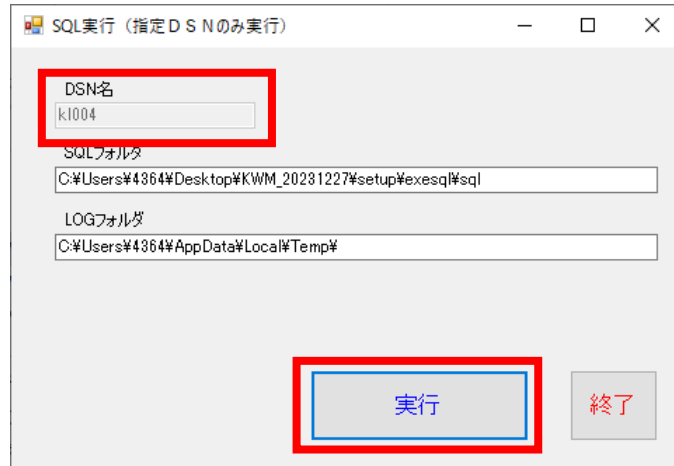 SQL実行(指定DSNのみ実行)
DSN名
kl004
SQLフォルダ
C:¥Users¥4364¥Desktop¥KWM_20231227¥setup¥exesql¥sql
LOGフォルダ
C:¥Users¥4364¥AppData¥Local¥Temp¥
実行
終了